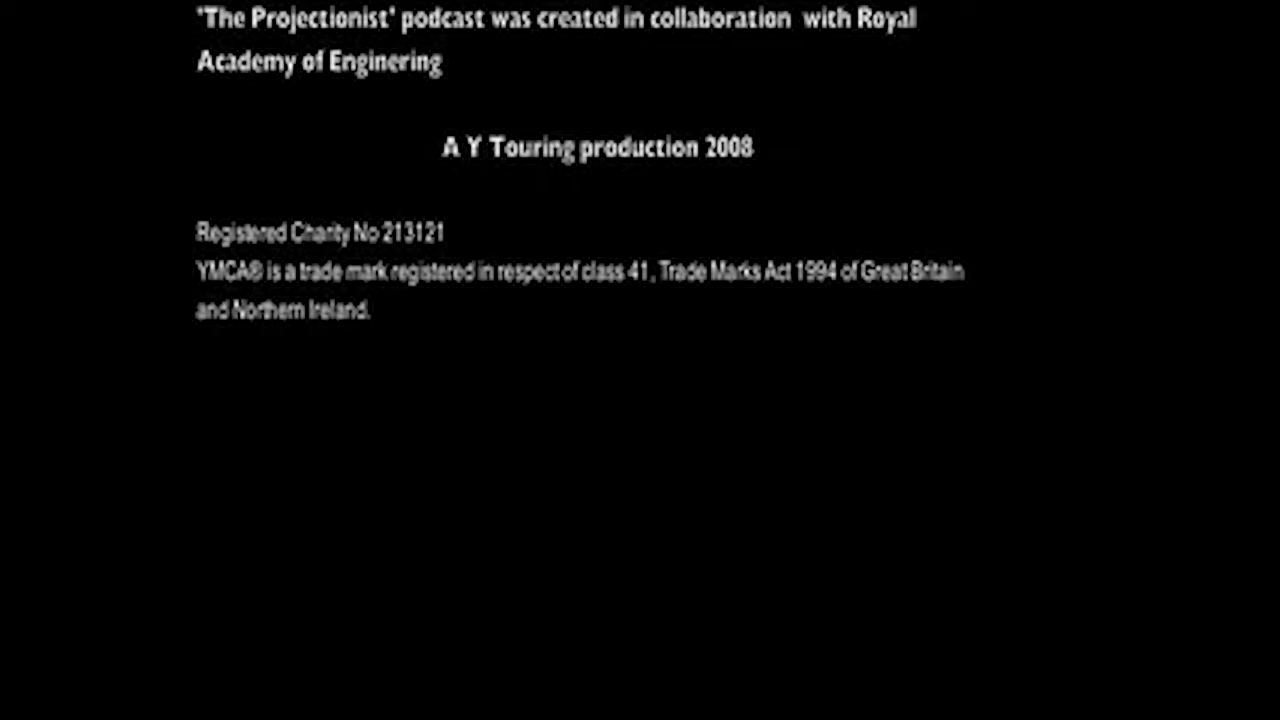 'The Projectionist' podcast was created in collaboration with Royal
Academy of Enginering
A Y Touring production 2008
Registered Charity No 213121
YMCA® is a trade mark registered in respect of class 41, Trade Marks Act 1994 of Great Britain
and Northern Ireland.